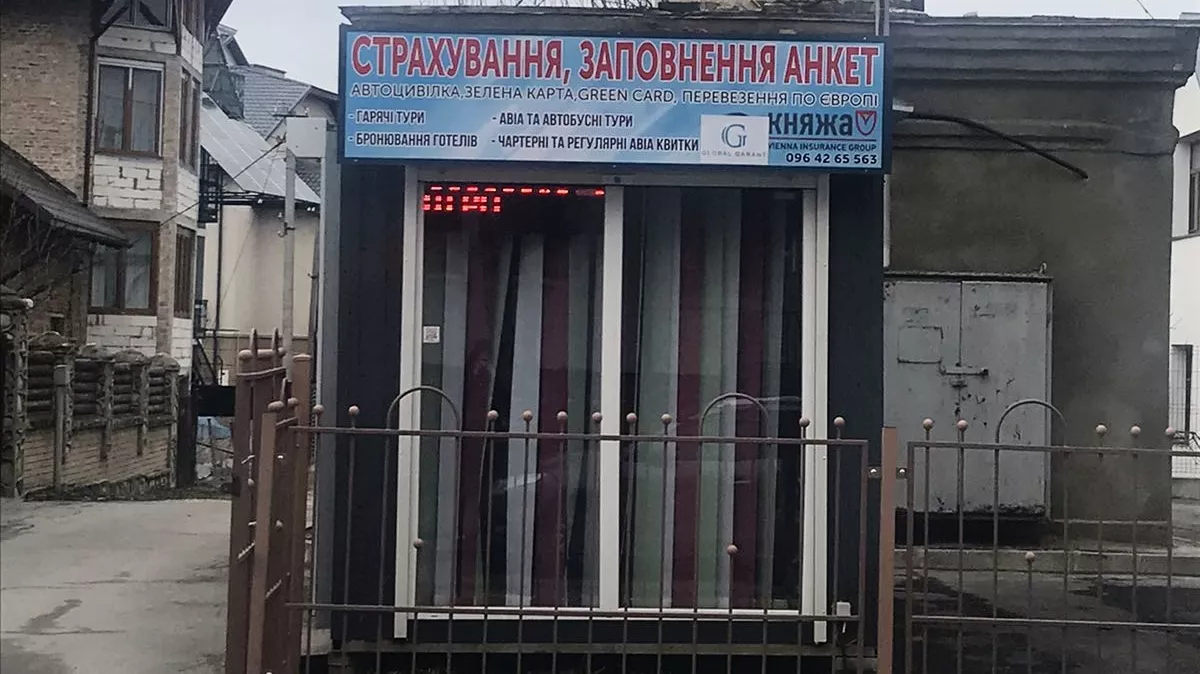 СТРАХУВАННЯ, ЗАПОВНЕННЯ АНКЕТ
АВТОЦИВІЛКА,ЗЕЛЕНА КАРТА,GREEN CARD, ПЕРЕВЕЗЕННЯ ПО ЄВРОПІ
- ГАРЯЧІ ТУРИ
- АВІА ТА АВТОБУСНІ ТУРИ
- БРОНЮВАННЯ ГОТЕЛІВ
- ЧАРТЕРНІ ТА РЕГУЛЯРНІ АВІА КВИТКИ
GLOBAL GARANT
КНЯЖА
VIENNA INSURANCE GROUP
096 42 65 563